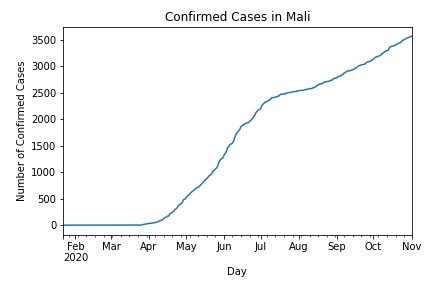 Confirmed Cases in Mali
3500
3000
2500
2000
1500
1000
500
0
Number of Confirmed Cases
Feb Mar Apr May Jun Jul Aug Sep Oct Nov
2020
Day